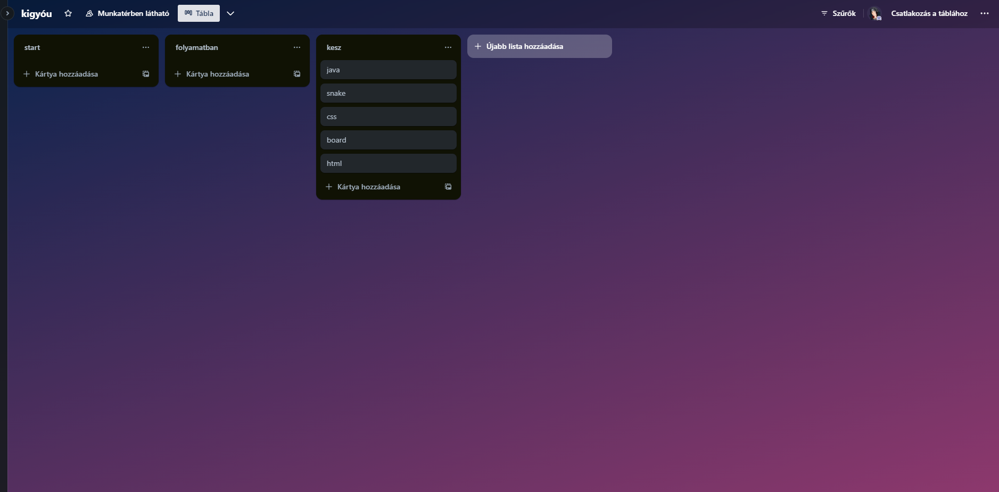 kigyóu
Munkatérben látható
Tábla
Szűrők
Csatlakozás a táblához
start
Kártya hozzáadása
folyamatban
Kártya hozzáadása
kesz
java
snake
css
board
html
Kártya hozzáadása
Újabb lista hozzáadása